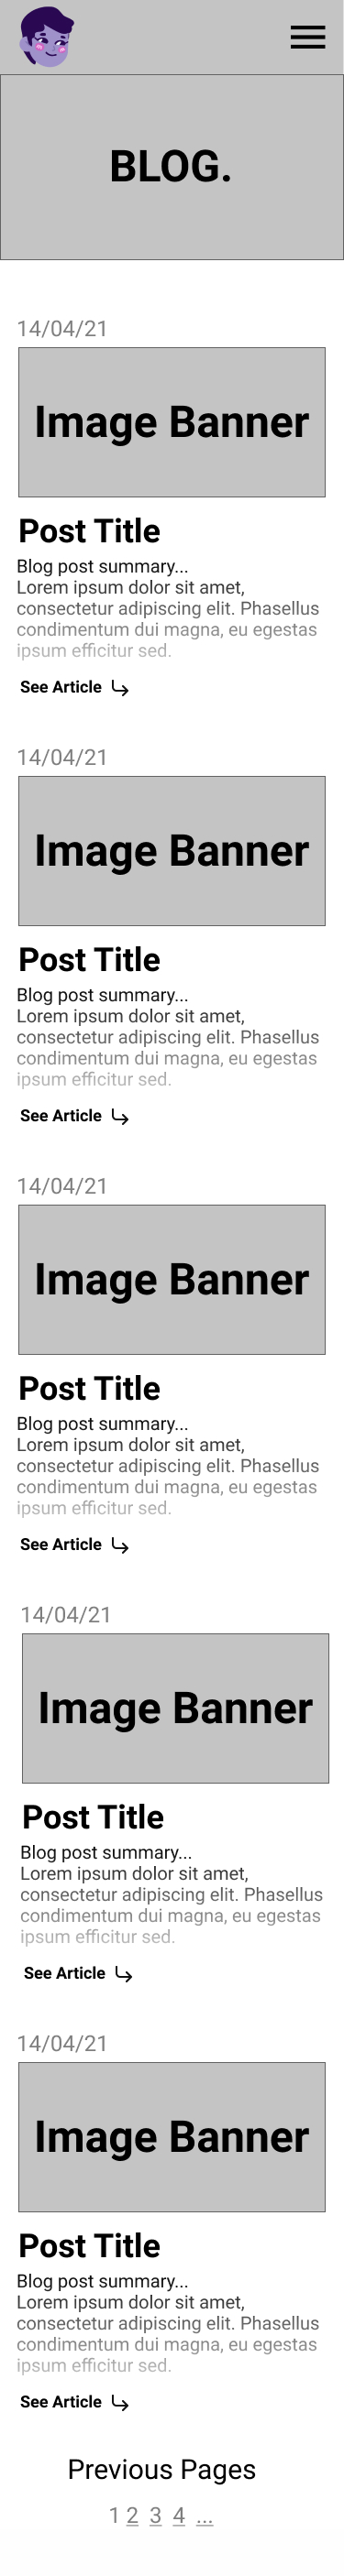 BLOG.
14/04/21
Image Banner
Post Title
Blog post summary...
Lorem ipsum dolor sit amet,
consectetur adipiscing elit. Phasellus
condimentum dui magna, eu egestas
ipsum efficitur sed.
See Article
14/04/21
Image Banner
Post Title
Blog post summary...
Lorem ipsum dolor sit amet,
consectetur adipiscing elit. Phasellus
condimentum dui magna, eu egestas
ipsum efficitur sed.
See Article
14/04/21
Image Banner
Post Title
Blog post summary...
Lorem ipsum dolor sit amet,
consectetur adipiscing elit. Phasellus
condimentum dui magna, eu egestas
ipsum efficitur sed.
See Article
14/04/21
Image Banner
Post Title
Blog post summary...
Lorem ipsum dolor sit amet,
consectetur adipiscing elit. Phasellus
condimentum dui magna, eu egestas
ipsum efficitur sed.
See Article
14/04/21
Image Banner
Post Title
Blog post summary...
Lorem ipsum dolor sit amet,
consectetur adipiscing elit. Phasellus
condimentum dui magna, eu egestas
ipsum efficitur sed.
See Article
Previous Pages
1 2 3 4 ...